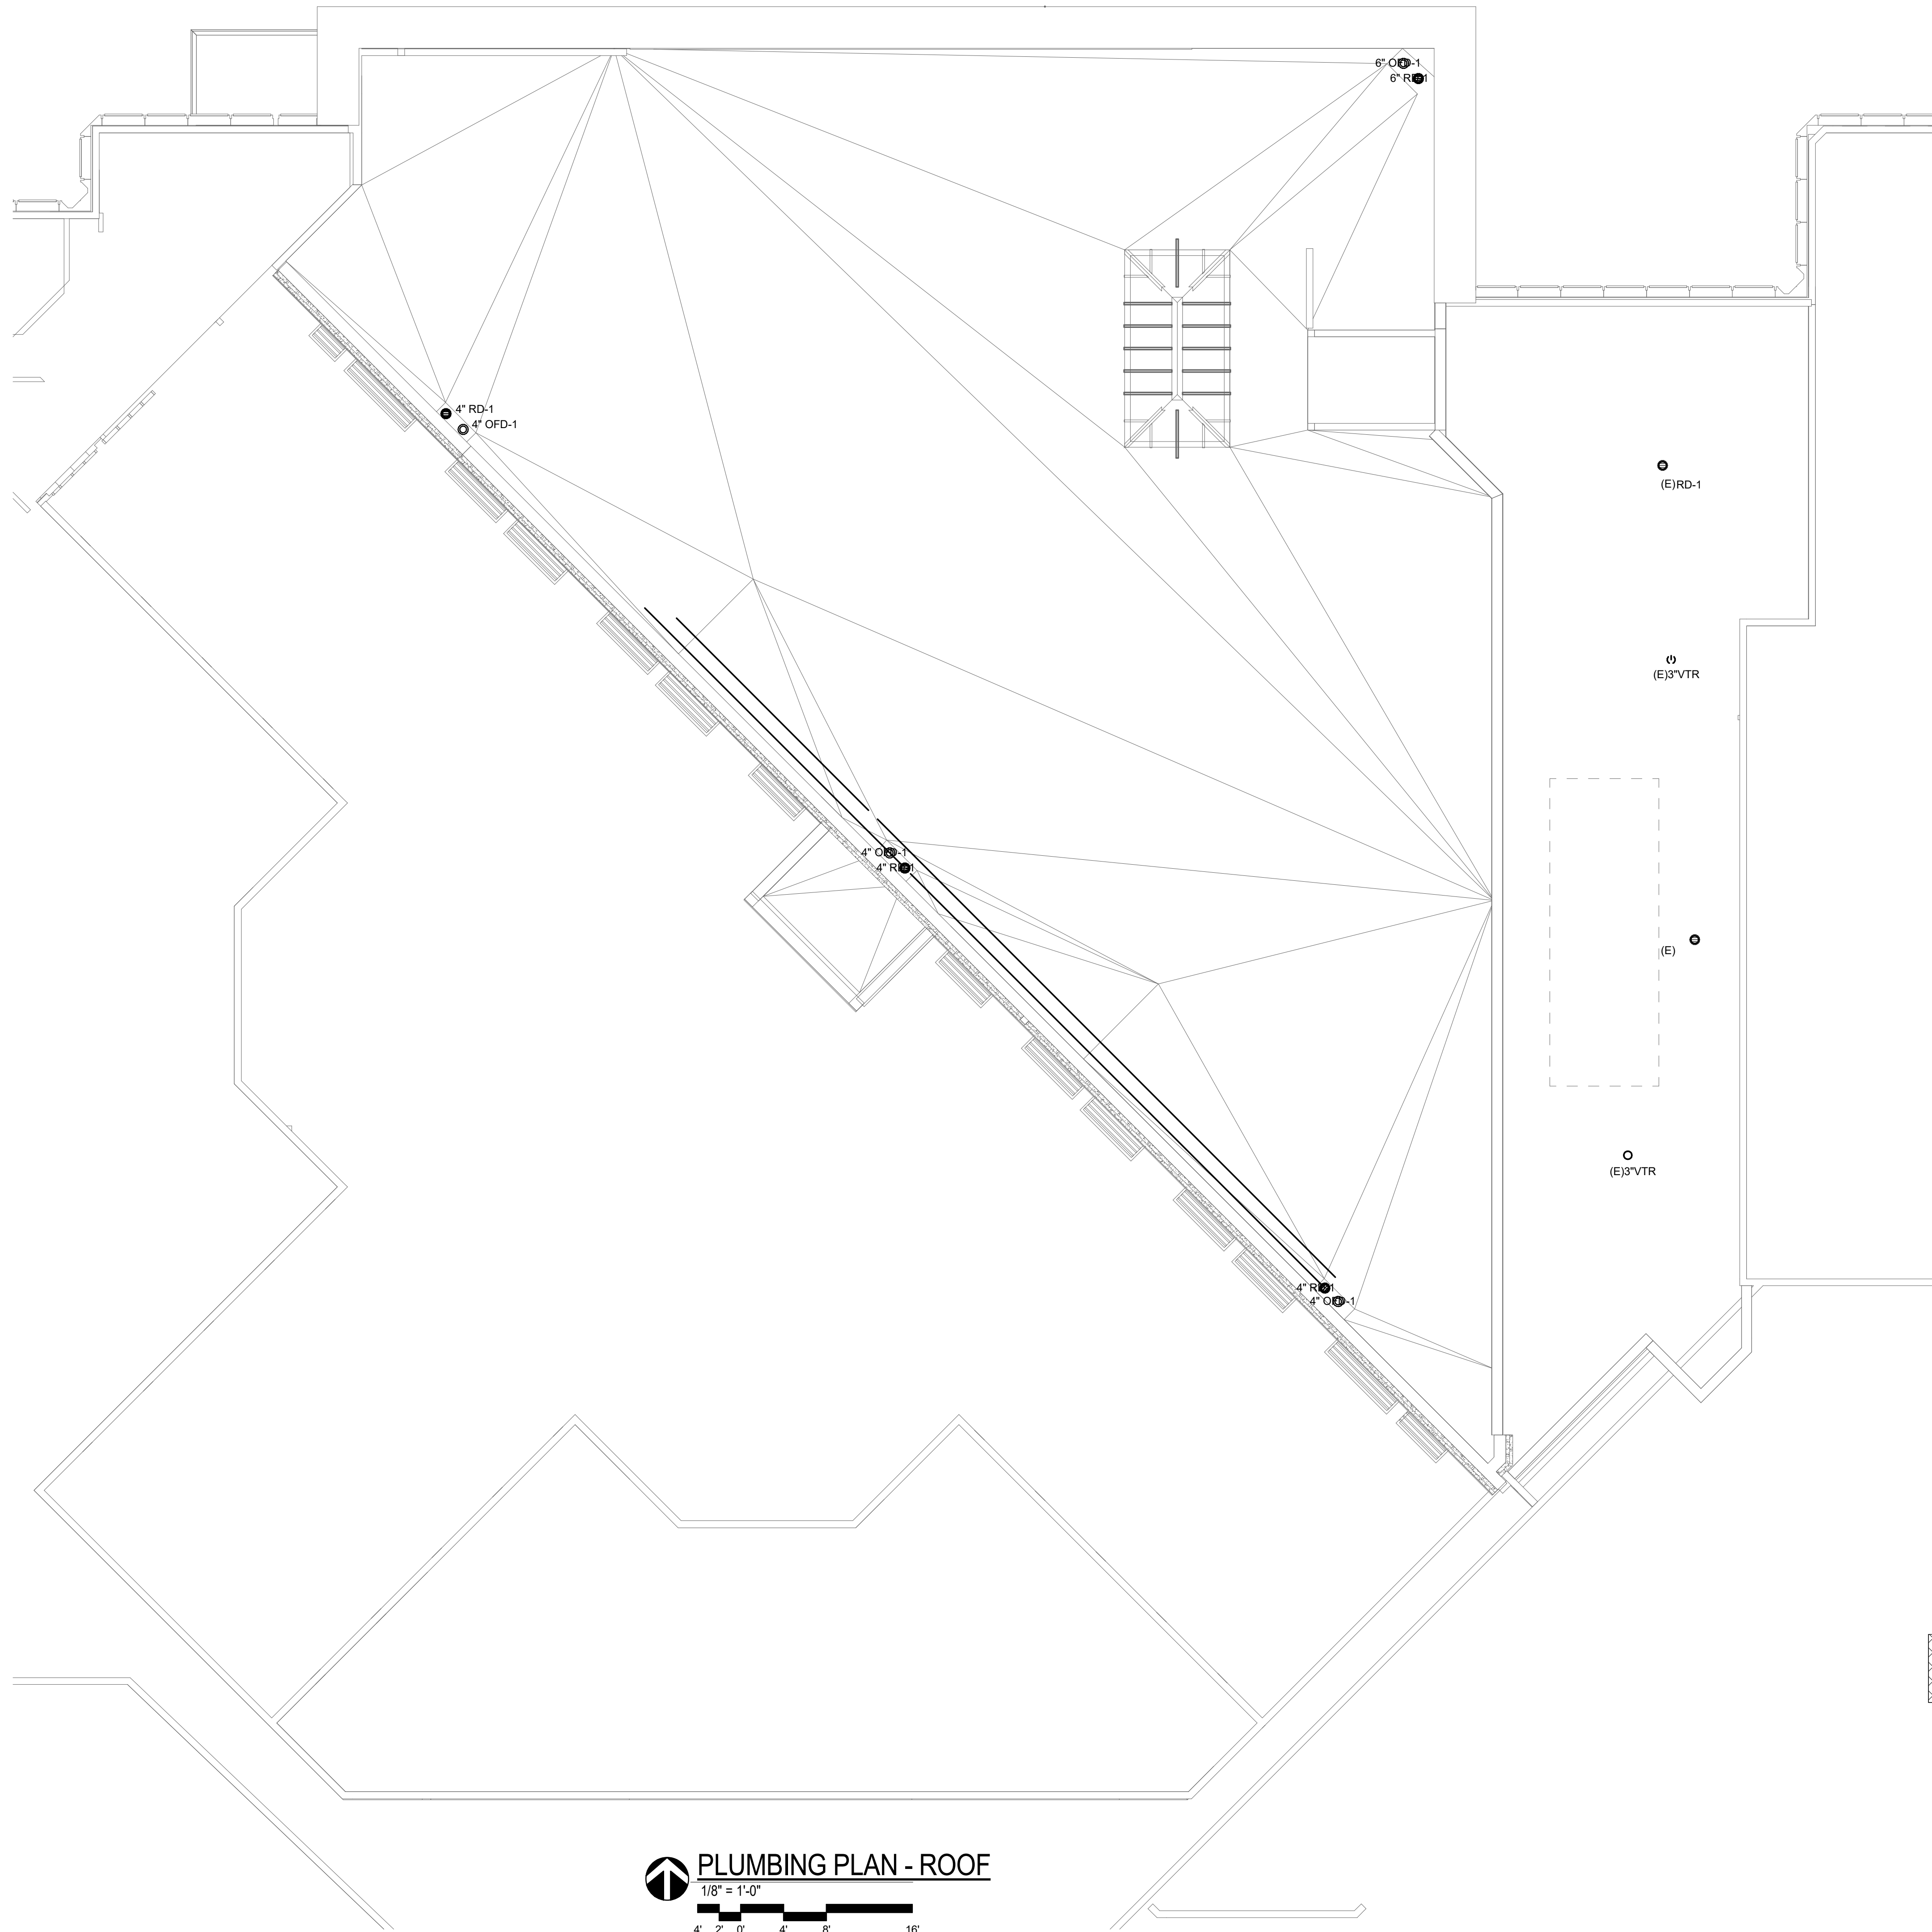 6" OFD-1
6" RD-1
4" RD-1
4" OFD-1
(E)RD-1
(E)3"VTR
4" OFD-1
4" RD-1
(E)
(E)3"VTR
4" RD-1
4" OFD-1
PLUMBING PLAN - ROOF
1/8" = 1'-0"
4' 2' 0' 4' 8' 16'